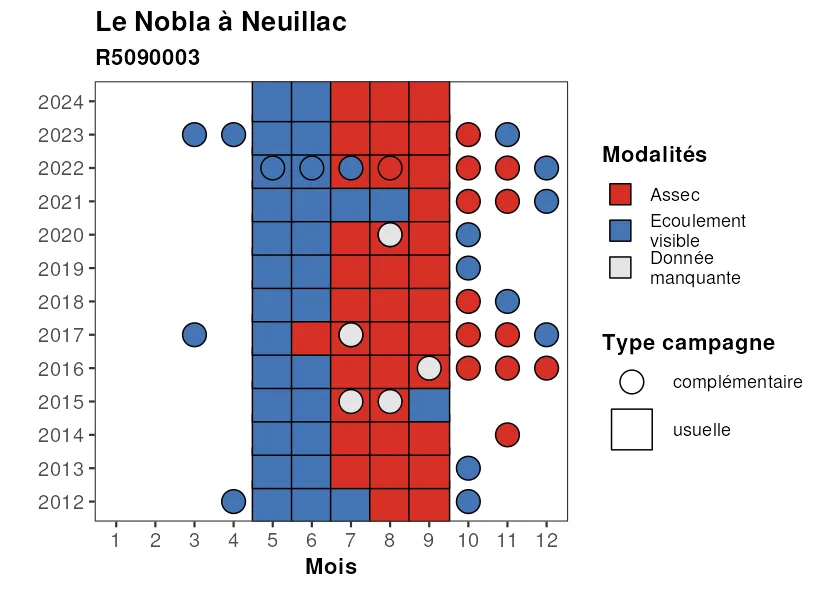 Le Nobla à Neuillac
R5090003
2024
2023
2022
2021
2020
2019
2018
2017
2016
2015
2014
2013
2012
1 2 3 4 5 6 7 8 9 10 11 12
Mois
Modalités
Assec
Ecoulement
visible
Donnée
manquante
Type campagne
complémentaire
usuelle